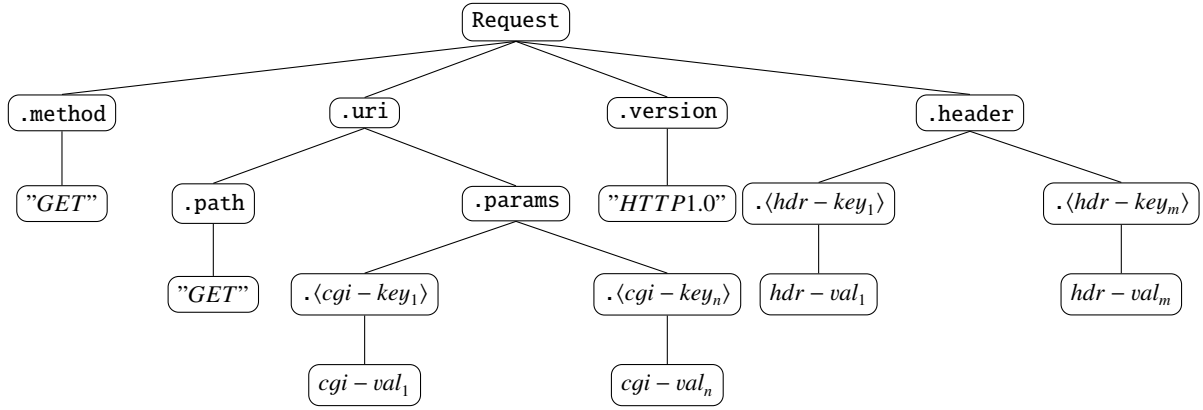 Request
.method
.uri
.version
.header
"GET"
.path
.params
"HTTP1.0"
.⟨hdr − key₁⟩
.⟨hdr − keyₘ⟩
"GET"
.⟨cgi − key₁⟩
.⟨cgi − keyₙ⟩
hdr − val₁
hdr − valₘ
cgi − val₁
cgi − valₙ